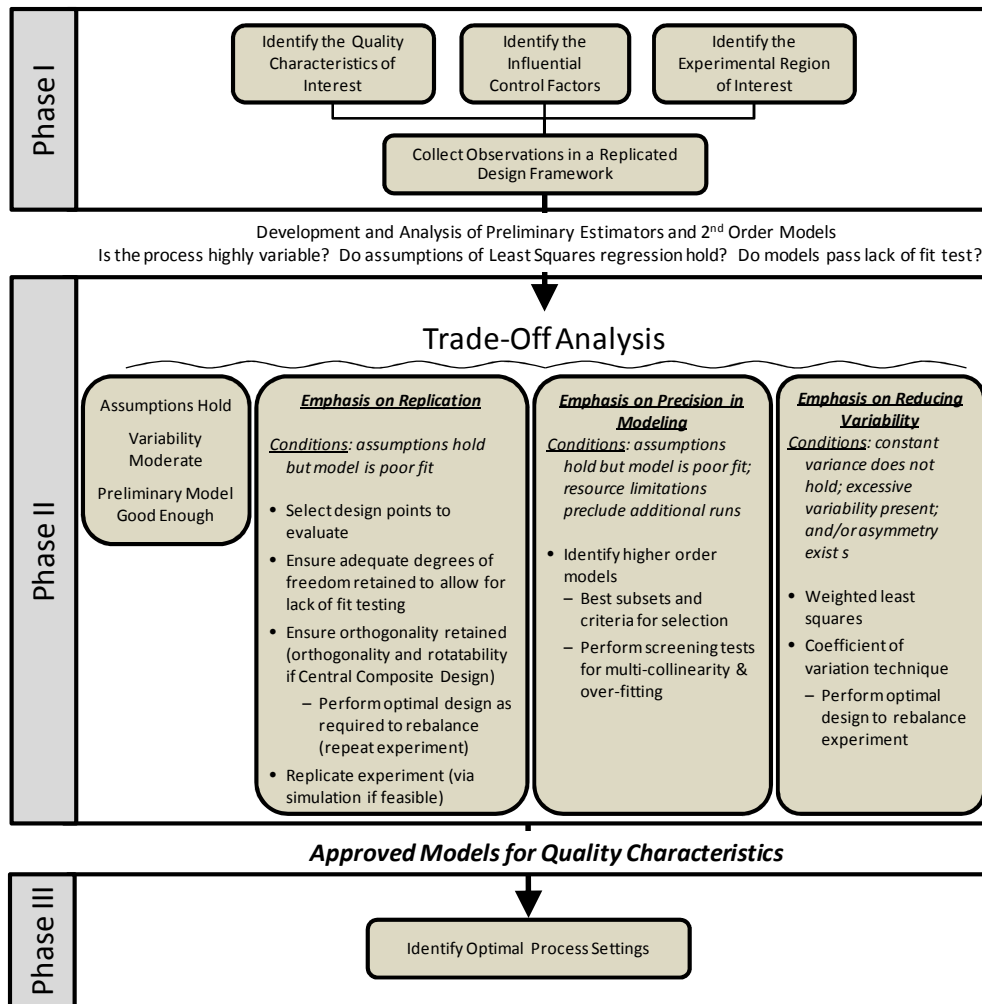 Phase I
Identify the Quality
Characteristics of
Interest
Identify the
Influential
Control Factors
Identify the
Experimental Region
of Interest
Collect Observations in a Replicated
Design Framework
Development and Analysis of Preliminary Estimators and 2nd Order Models
Is the process highly variable? Do assumptions of Least Squares regression hold? Do models pass lack of fit test?
Phase II
Trade-Off Analysis
Assumptions Hold
Variability
Moderate
Preliminary Model
Good Enough
Emphasis on Replication
Conditions: assumptions hold
but model is poor fit
• Select design points to
evaluate
• Ensure adequate degrees of
freedom retained to allow for
lack of fit testing
• Ensure orthogonality retained
(orthogonality and rotatability
if Central Composite Design)
– Perform optimal design as
required to rebalance
(repeat experiment)
• Replicate experiment (via
simulation if feasible)
Emphasis on Precision in
Modeling
Conditions: assumptions
hold but model is poor fit;
resource limitations
preclude additional runs
• Identify higher order
models
– Best subsets and
criteria for selection
– Perform screening tests
for multi-collinearity &
over-fitting
Emphasis on Reducing
Variability
Conditions: constant
variance does not
hold; excessive
variability present;
and/or asymmetry
exist s
• Weighted least
squares
• Coefficient of
variation technique
– Perform optimal
design to rebalance
experiment
Approved Models for Quality Characteristics
Phase III
Identify Optimal Process Settings